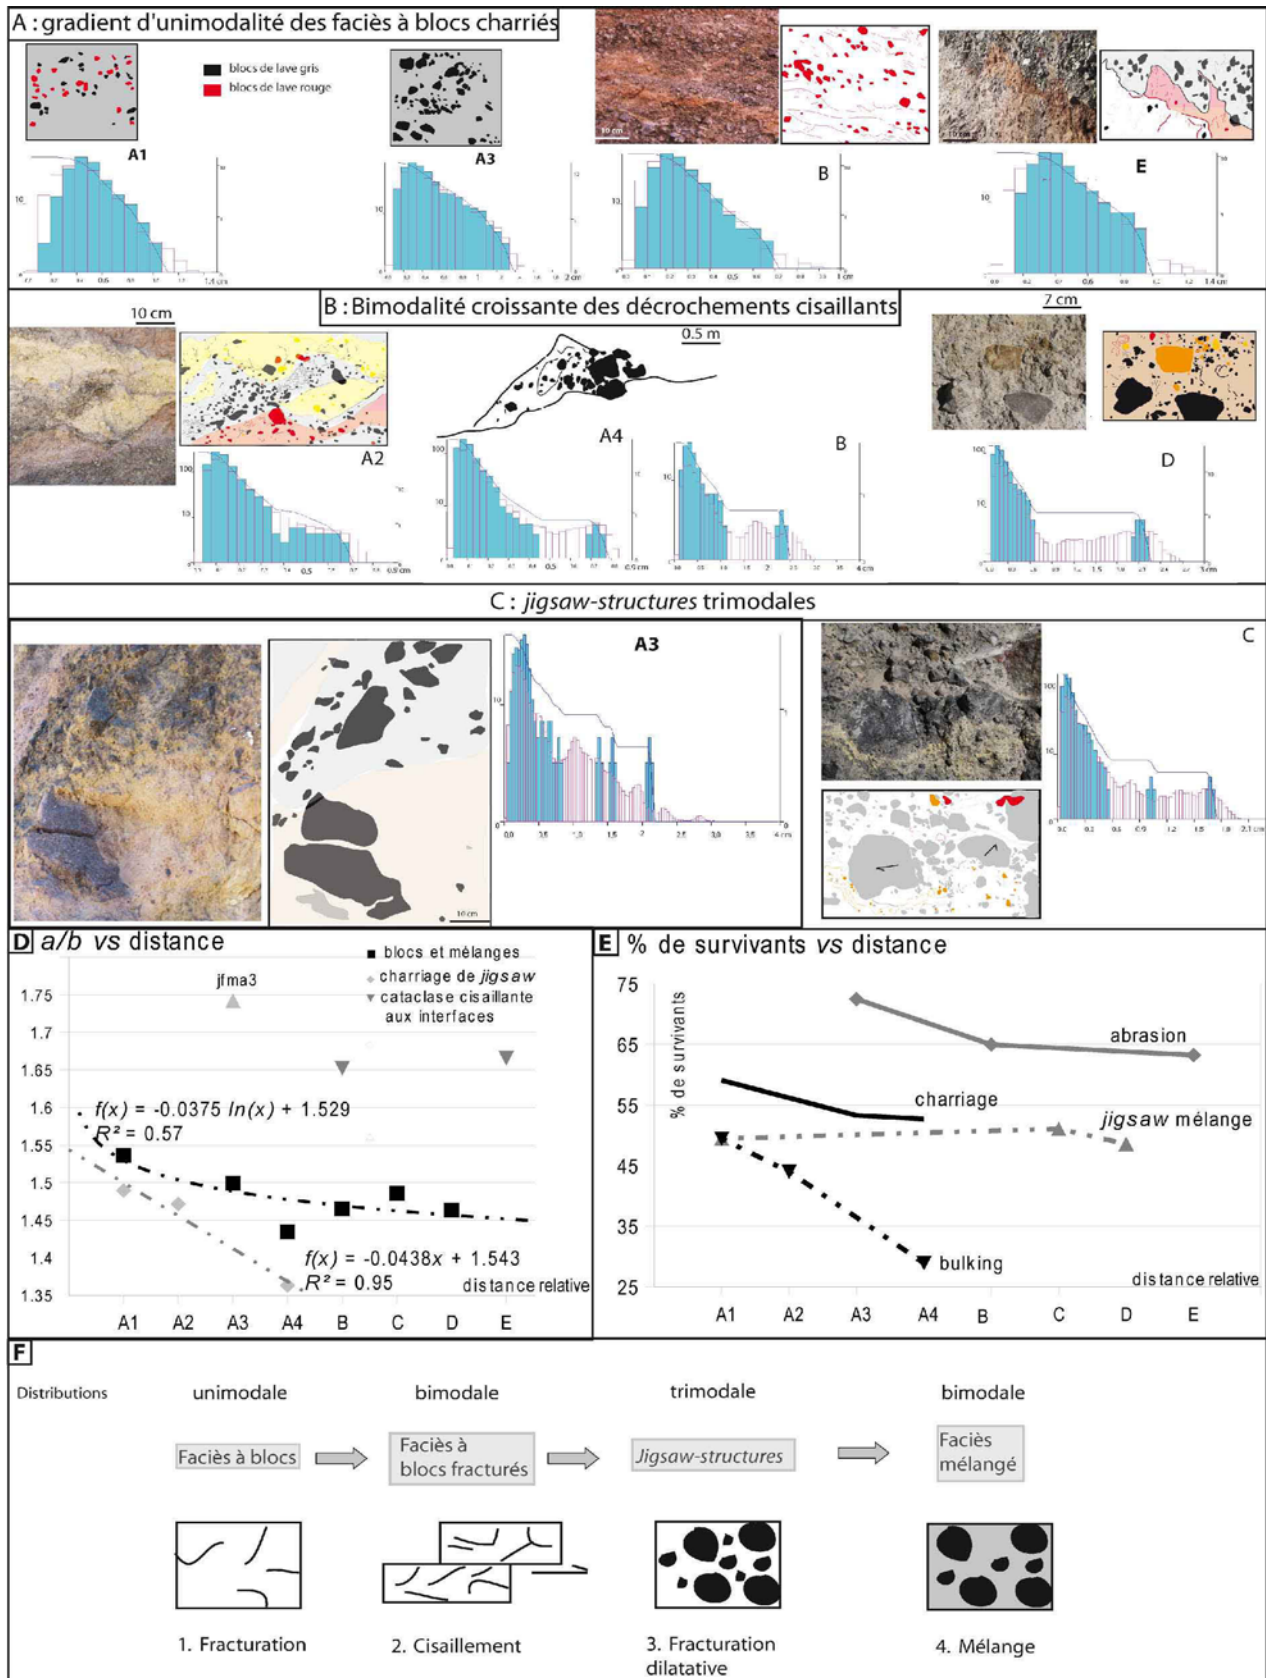 A : gradient d'unimodalité des faciès à blocs charriés
blocs de lave gris
blocs de lave rouge
A1
A3
10 cm
B
10 cm
E
B : Bimodalité croissante des décrochements cisaillants
10 cm
0.5 m
7 cm
A2
A4
B
D
C : jigsaw-structures trimodales
A3
C
10 cm
D a/b vs distance
blocs et mélanges
charriage de jigsaw
cataclase cisaillante
aux interfaces
jfma3
1.75
1.7
1.65
1.6
1.55
1.5
1.45
1.4
1.35
f(x) = -0.0375 ln(x) + 1.529
R² = 0.57
f(x) = -0.0438x + 1.543
R² = 0.95
distance relative
A1 A2 A3 A4 B C D E
E % de survivants vs distance
75
65
55
45
35
25
% de survivants
abrasion
charriage
jigsaw mélange
bulking
distance relative
A1 A2 A3 A4 B C D E
F
Distributions unimodale bimodale trimodale bimodale
Faciès à blocs
Faciès à
blocs fracturés
Jigsaw-structures
Faciès
mélangé
1. Fracturation
2. Cisaillement
3. Fracturation
dilatative
4. Mélange